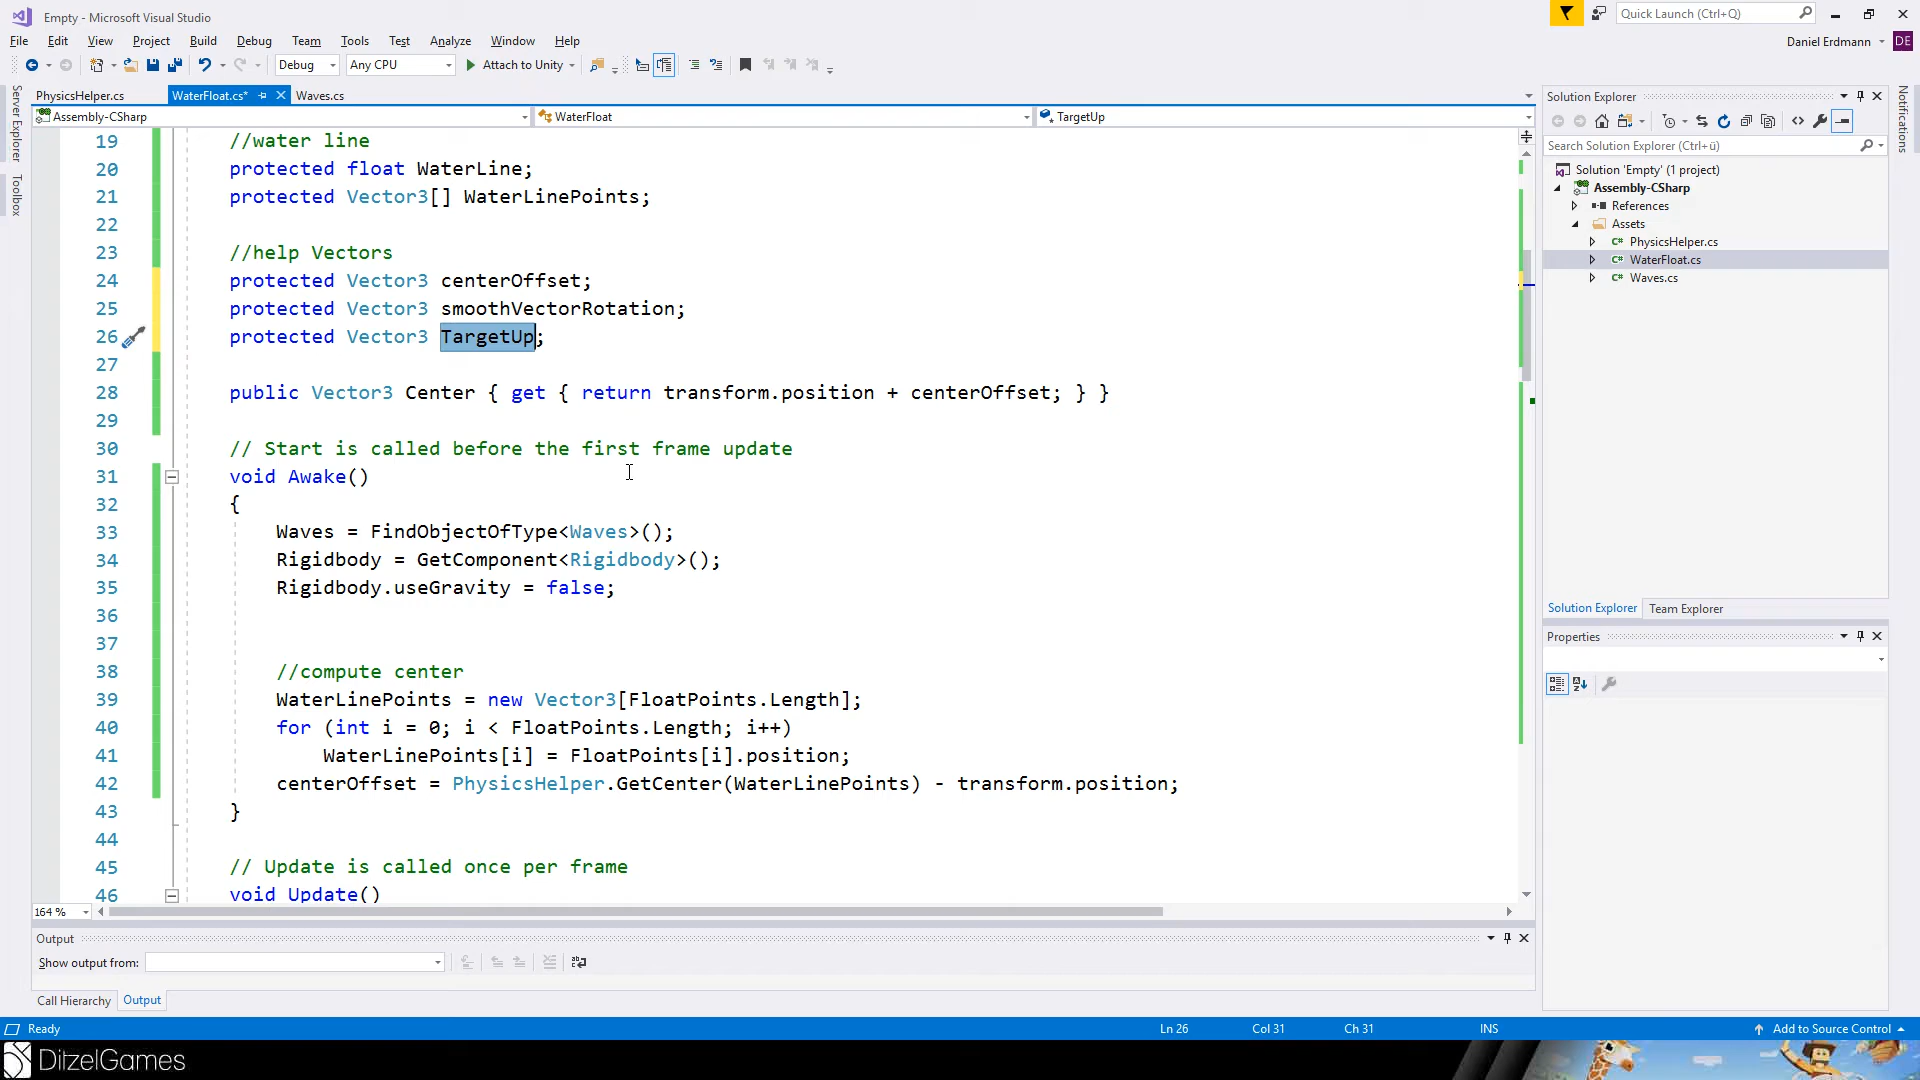 Empty - Microsoft Visual Studio
Quick Launch (Ctrl+Q)
File Edit View Project Build Debug Team Tools Test Analyze Window Help
Daniel Erdmann DE
Debug Any CPU Attach to Unity
PhysicsHelper.cs WaterFloat.cs* Waves.cs
Assembly-CSharp WaterFloat TargetUp
Server Explorer
Toolbox
19 //water line
20 protected float WaterLine;
21 protected Vector3[] WaterLinePoints;
22
23 //help Vectors
24 protected Vector3 centerOffset;
25 protected Vector3 smoothVectorRotation;
26 protected Vector3 TargetUp;
27
28 public Vector3 Center { get { return transform.position + centerOffset; } }
29
30 // Start is called before the first frame update
31 void Awake()
32 {
33 Waves = FindObjectOfType<Waves>();
34 Rigidbody = GetComponent<Rigidbody>();
35 Rigidbody.useGravity = false;
36
37
38 //compute center
39 WaterLinePoints = new Vector3[FloatPoints.Length];
40 for (int i = 0; i < FloatPoints.Length; i++)
41 WaterLinePoints[i] = FloatPoints[i].position;
42 centerOffset = PhysicsHelper.GetCenter(WaterLinePoints) - transform.position;
43 }
44
45 // Update is called once per frame
46 void Update()
164 %
Output
Show output from:
Call Hierarchy Output
Solution Explorer
Search Solution Explorer (Ctrl+ü)
Solution 'Empty' (1 project)
Assembly-CSharp
References
Assets
C# PhysicsHelper.cs
C# WaterFloat.cs
C# Waves.cs
Solution Explorer Team Explorer
Properties
Notifications
Ready Ln 26 Col 31 Ch 31 INS Add to Source Control
DitzelGames